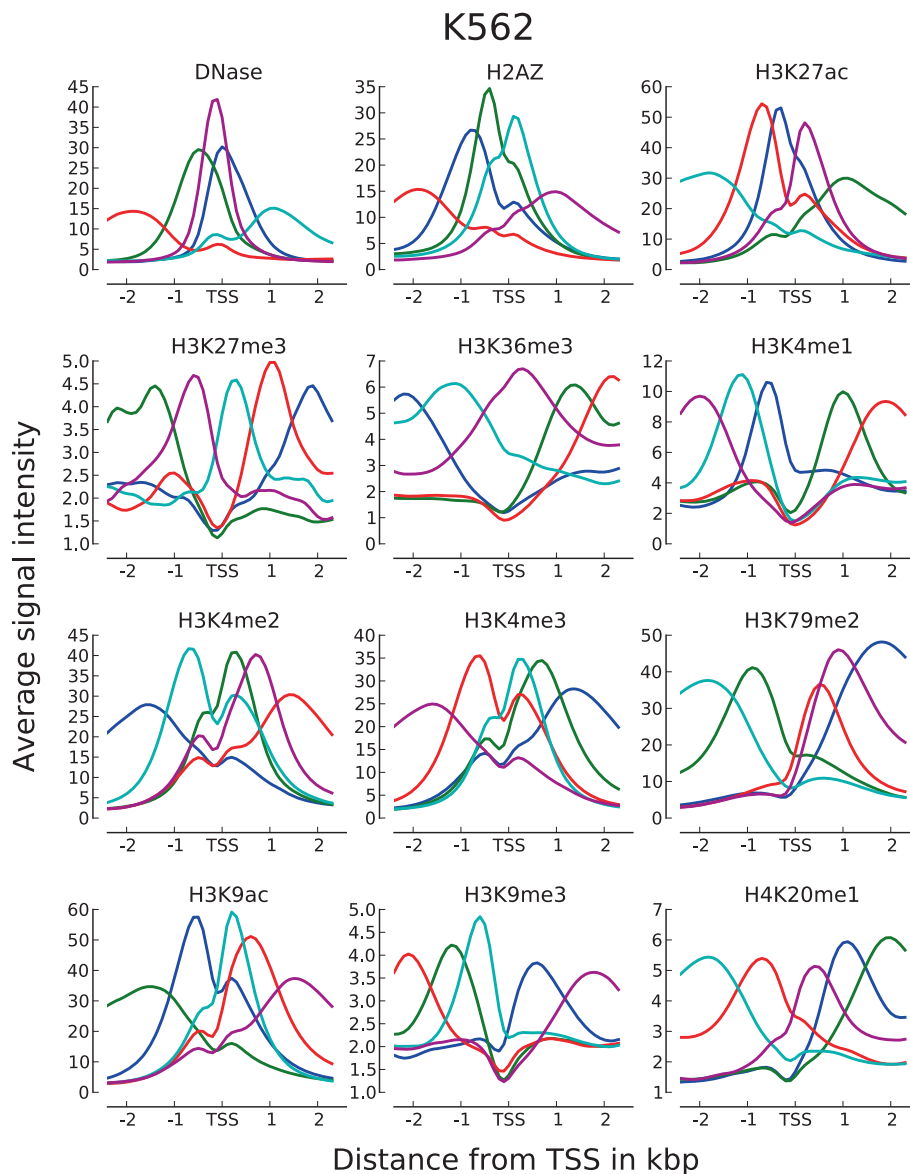 K562
DNase H2AZ H3K27ac
45 40 35 30 25 20 15 10 5 0
35 30 25 20 15 10 5 0
60 50 40 30 20 10 0
-2 -1 TSS 1 2 -2 -1 TSS 1 2 -2 -1 TSS 1 2
H3K27me3 H3K36me3 H3K4me1
5.0 4.5 4.0 3.5 3.0 2.5 2.0 1.5 1.0
7 6 5 4 3 2 1 0
12 10 8 6 4 2 0
-2 -1 TSS 1 2 -2 -1 TSS 1 2 -2 -1 TSS 1 2
Average signal intensity
H3K4me2 H3K4me3 H3K79me2
45 40 35 30 25 20 15 10 5 0
40 35 30 25 20 15 10 5 0
50 40 30 20 10 0
-2 -1 TSS 1 2 -2 -1 TSS 1 2 -2 -1 TSS 1 2
H3K9ac H3K9me3 H4K20me1
60 50 40 30 20 10 0
5.0 4.5 4.0 3.5 3.0 2.5 2.0 1.5 1.0
7 6 5 4 3 2 1
-2 -1 TSS 1 2 -2 -1 TSS 1 2 -2 -1 TSS 1 2
Distance from TSS in kbp